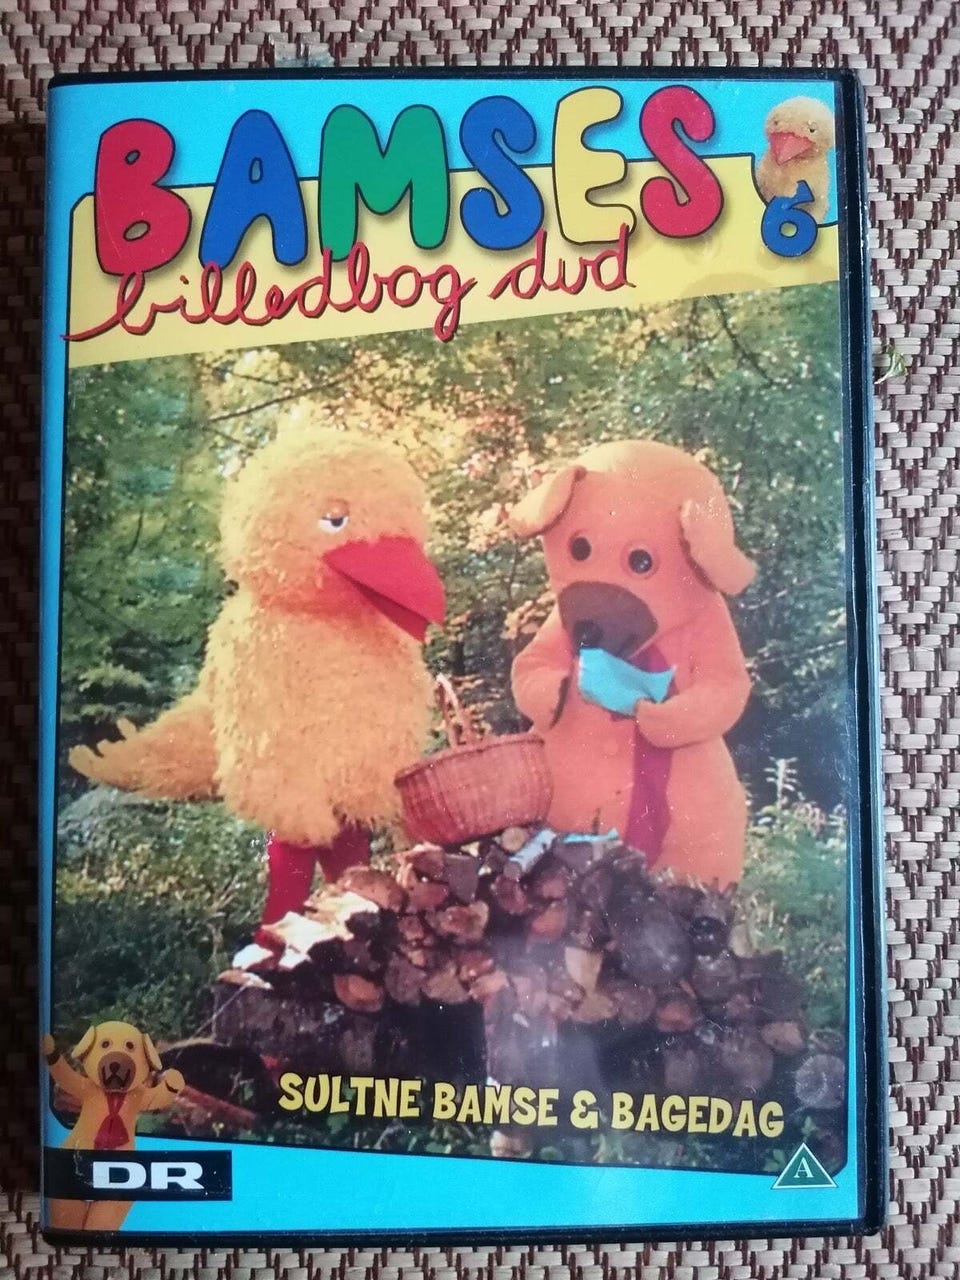 BAMSES
billedbog dvd
6
SULTNE BAMSE & BAGEDAG
DR
A